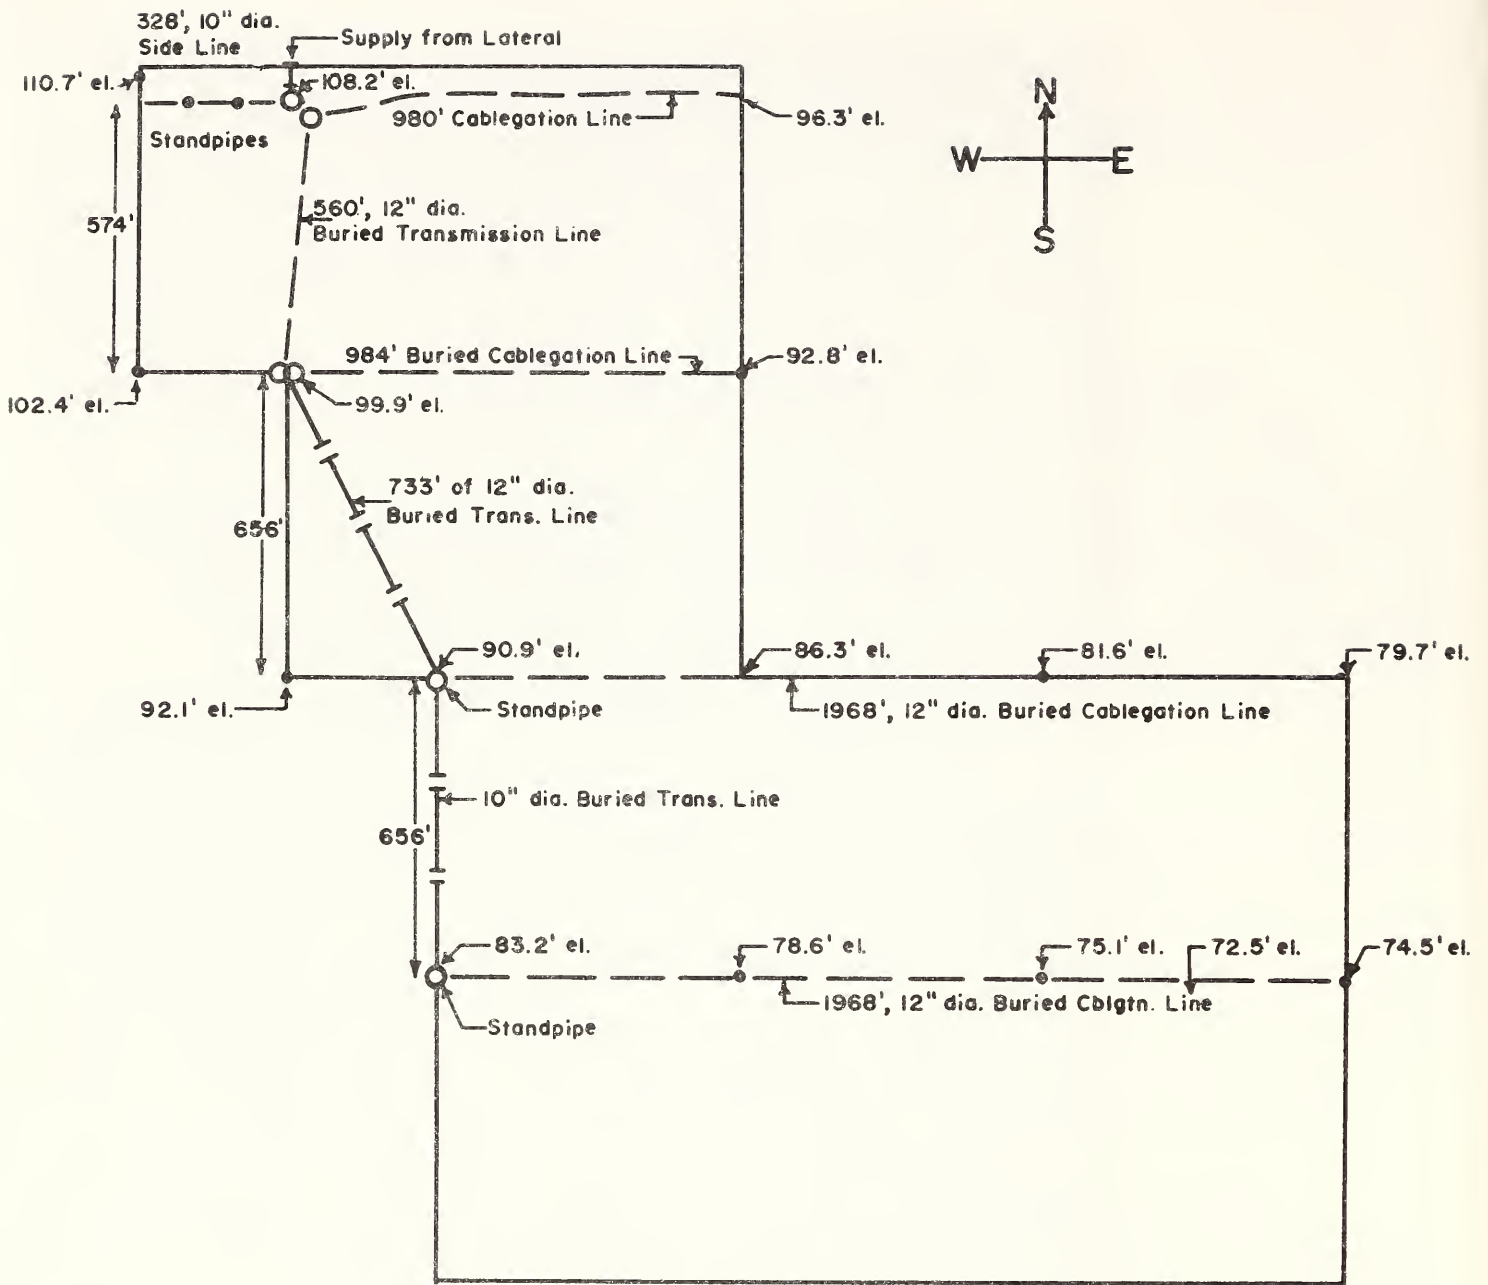 328', 10" dia.
Side Line
Supply from Lateral
110.7' el.
108.2' el.
980' Cablegation Line
96.3' el.
Standpipes
N
W
E
S
574'
560', 12" dia.
Buried Transmission Line
984' Buried Cablegation Line
92.8' el.
102.4' el.
99.9' el.
733' of 12" dia.
Buried Trans. Line
656'
90.9' el.
86.3' el.
81.6' el.
79.7' el.
92.1' el.
Standpipe
1968', 12" dia. Buried Cablegation Line
10" dia. Buried Trans. Line
656'
83.2' el.
78.6' el.
75.1' el.
72.5' el.
74.5' el.
1968', 12" dia. Buried Cblgtn. Line
Standpipe